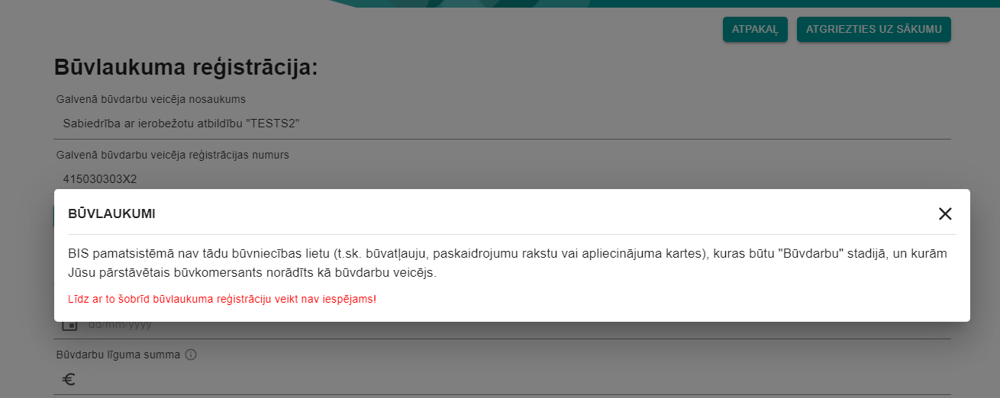 ATPAKAĻ
ATGRIEZTIES UZ SĀKUMU
Būvlaukuma reģistrācija:
Galvenā būvdarbu veicēja nosaukums
Sabiedrība ar ierobežotu atbildību "TESTS2"
Galvenā būvdarbu veicēja reģistrācijas numurs
415030303X2
BŪVLAUKUMI
BIS pamatsistēmā nav tādu būvniecības lietu (t.sk. būvatļauju, paskaidrojumu rakstu vai apliecinājuma kartes), kuras būtu "Būvdarbu" stadijā, un kurām
Jūsu pārstāvētais būvkomersants norādīts kā būvdarbu veicējs.
Līdz ar to šobrīd būvlaukuma reģistrāciju veikt nav iespējams!
dd/mm/yyyy
Būvdarbu līguma summa
€